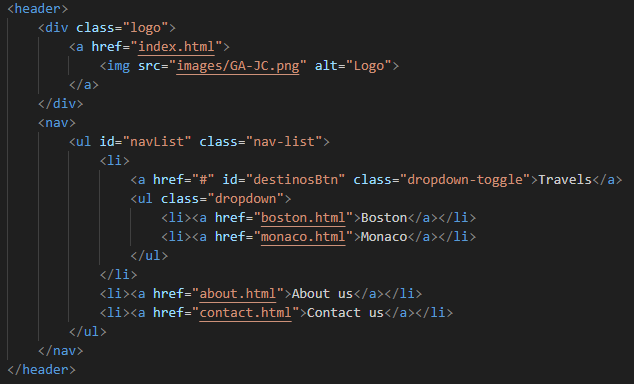 <header>
<div class="logo">
<a href="index.html">
<img src="images/GA-JC.png" alt="Logo">
</a>
</div>
<nav>
<ul id="navList" class="nav-list">
<li>
<a href="#" id="destinosBtn" class="dropdown-toggle">Travels</a>
<ul class="dropdown">
<li><a href="boston.html">Boston</a></li>
<li><a href="monaco.html">Monaco</a></li>
</ul>
</li>
<li><a href="about.html">About us</a></li>
<li><a href="contact.html">Contact us</a></li>
</ul>
</nav>
</header>